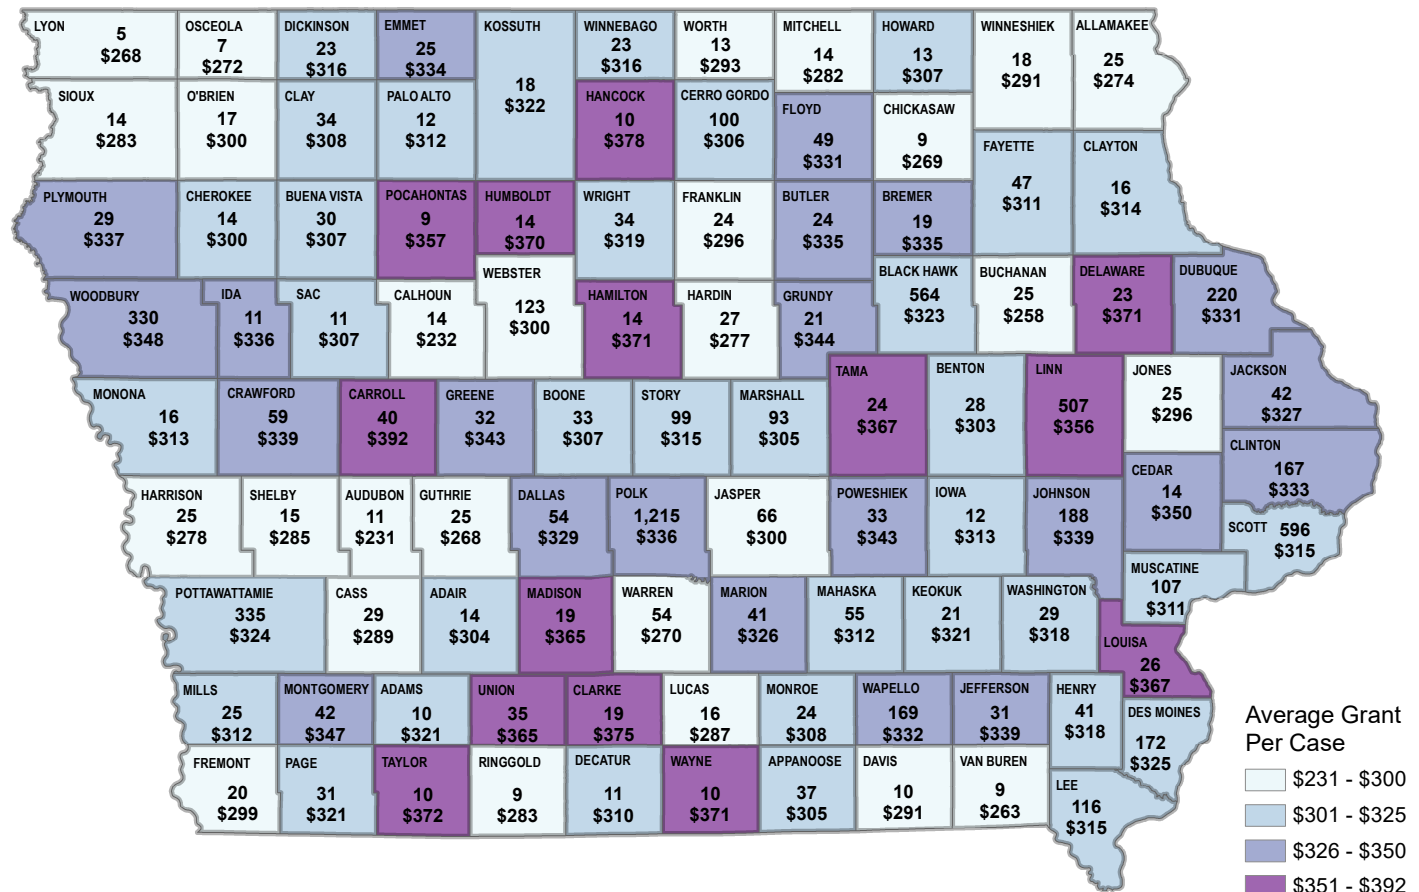 LYON
5
$268
OSCEOLA
7
$272
DICKINSON
23
$316
EMMET
25
$334
KOSSUTH
18
$322
WINNEBAGO
23
$316
WORTH
13
$293
MITCHELL
14
$282
HOWARD
13
$307
WINNESHIEK
18
$291
ALLAMAKEE
25
$274
SIOUX
14
$283
O'BRIEN
17
$300
CLAY
34
$308
PALO ALTO
12
$312
HANCOCK
10
$378
CERRO GORDO
100
$306
FLOYD
49
$331
CHICKASAW
9
$269
FAYETTE
47
$311
CLAYTON
16
$314
PLYMOUTH
29
$337
CHEROKEE
14
$300
BUENA VISTA
30
$307
POCAHONTAS
9
$357
HUMBOLDT
14
$370
WRIGHT
34
$319
FRANKLIN
24
$296
BUTLER
24
$335
BREMER
19
$335
WOODBURY
330
$348
IDA
11
$336
SAC
11
$307
CALHOUN
14
$232
WEBSTER
123
$300
HAMILTON
14
$371
HARDIN
27
$277
GRUNDY
21
$344
BLACK HAWK
564
$323
BUCHANAN
25
$258
DELAWARE
23
$371
DUBUQUE
220
$331
MONONA
16
$313
CRAWFORD
59
$339
CARROLL
40
$392
GREENE
32
$343
BOONE
33
$307
STORY
99
$315
MARSHALL
93
$305
TAMA
24
$367
BENTON
28
$303
LINN
507
$356
JONES
25
$296
JACKSON
42
$327
CLINTON
167
$333
HARRISON
25
$278
SHELBY
15
$285
AUDUBON
11
$231
GUTHRIE
25
$268
DALLAS
54
$329
POLK
1,215
$336
JASPER
66
$300
POWESHIEK
33
$343
IOWA
12
$313
JOHNSON
188
$339
CEDAR
14
$350
SCOTT 596
$315
MUSCATINE
107
$311
POTTAWATTAMIE
335
$324
CASS
29
$289
ADAIR
14
$304
MADISON
19
$365
WARREN
54
$270
MARION
41
$326
MAHASKA
55
$312
KEOKUK
21
$321
WASHINGTON
29
$318
LOUISA
26
$367
MILLS
25
$312
MONTGOMERY
42
$347
ADAMS
10
$321
UNION
35
$365
CLARKE
19
$375
LUCAS
16
$287
MONROE
24
$308
WAPELLO
169
$332
JEFFERSON
31
$339
HENRY
41
$318
DES MOINES
172
$325
FREMONT
20
$299
PAGE
31
$321
TAYLOR
10
$372
RINGGOLD
9
$283
DECATUR
11
$310
WAYNE
10
$371
APPANOOSE
37
$305
DAVIS
10
$291
VAN BUREN
9
$263
LEE
116
$315
Average Grant
Per Case
$231 - $300
$301 - $325
$326 - $350
$351 - $392